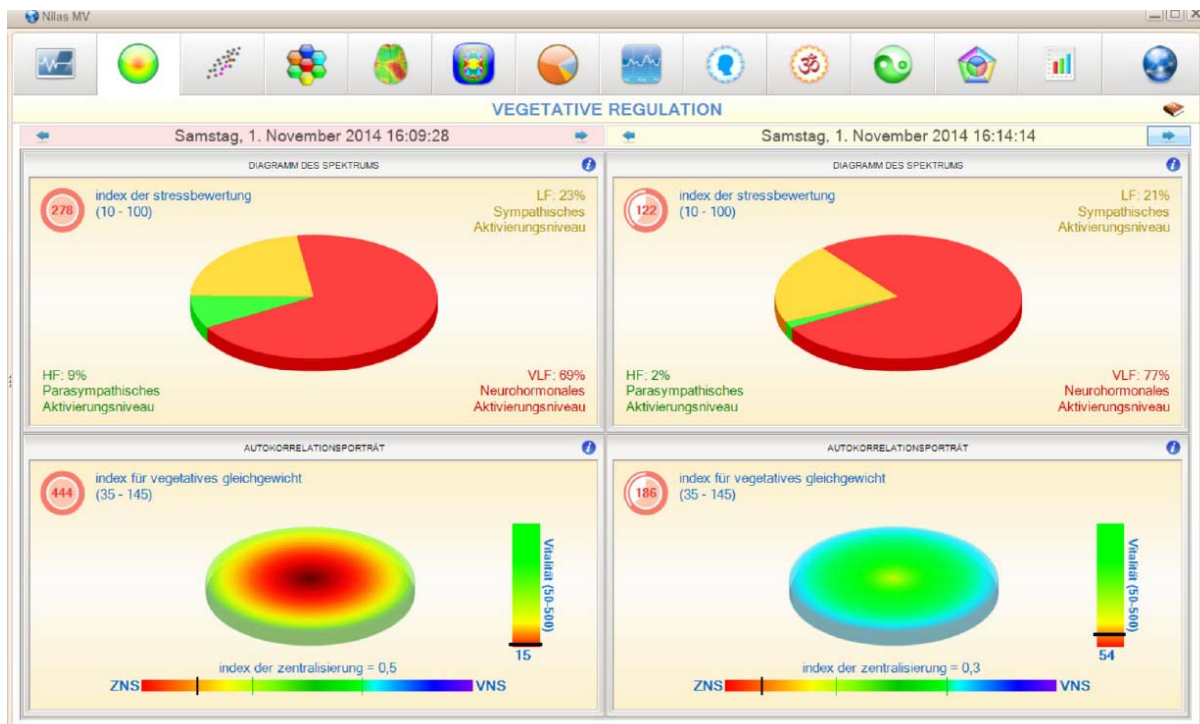 Nilas MV
VEGETATIVE REGULATION
Samstag, 1. November 2014 16:09:28
DIAGRAMM DES SPEKTRUMS
278
index der stressbewertung
(10 - 100)
LF: 23%
Sympathisches
Aktivierungsniveau
HF: 9%
Parasympathisches
Aktivierungsniveau
VLF: 69%
Neurohormonales
Aktivierungsniveau
AUTOKORRELATIONSPORTRÄT
444
index für vegetatives gleichgewicht
(35 - 145)
Vitalität (50-500)
15
index der zentralisierung = 0,5
ZNS VNS
Samstag, 1. November 2014 16:14:14
DIAGRAMM DES SPEKTRUMS
122
index der stressbewertung
(10 - 100)
LF: 21%
Sympathisches
Aktivierungsniveau
HF: 2%
Parasympathisches
Aktivierungsniveau
VLF: 77%
Neurohormonales
Aktivierungsniveau
AUTOKORRELATIONSPORTRÄT
186
index für vegetatives gleichgewicht
(35 - 145)
Vitalität (50-500)
54
index der zentralisierung = 0,3
ZNS VNS